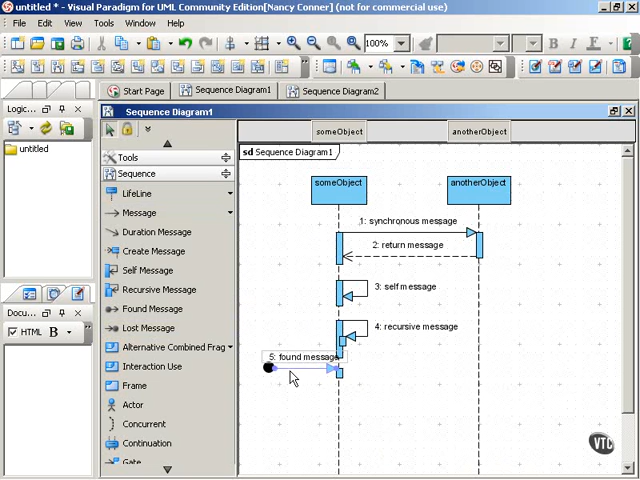 untitled * - Visual Paradigm for UML Community Edition[Nancy Conner] (not for commercial use)
File Edit View Tools Window Help
100%
B I
Start Page Sequence Diagram1 Sequence Diagram2
Logic...
untitled
Docu...
HTML B
Sequence Diagram1
Tools
Sequence
LifeLine
Message
Duration Message
Create Message
Self Message
Recursive Message
Found Message
Lost Message
Alternative Combined Frag
Interaction Use
Frame
Actor
Concurrent
Continuation
Gate
someObject anotherObject
sd Sequence Diagram1
someObject anotherObject
1: synchronous message
2: return message
3: self message
4: recursive message
5: found message
VTC